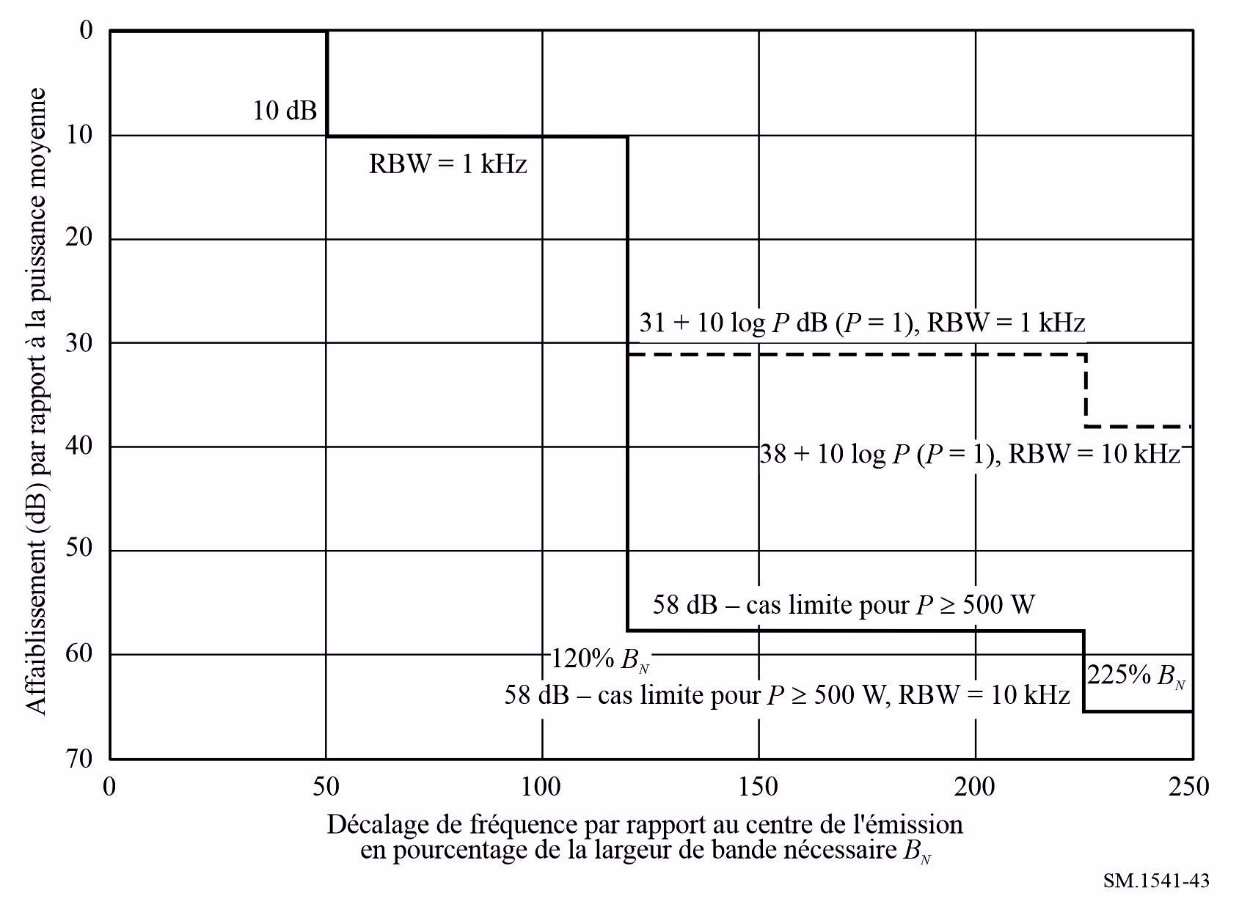 Affaiblissement (dB) par rapport à la puissance moyenne
0
10
20
30
40
50
60
70
10 dB
RBW = 1 kHz
31 + 10 log P dB (P = 1), RBW = 1 kHz
38 + 10 log P (P = 1), RBW = 10 kHz
58 dB – cas limite pour P ≥ 500 W
120% B_N
225% B_N
58 dB – cas limite pour P ≥ 500 W, RBW = 10 kHz
0 50 100 150 200 250
Décalage de fréquence par rapport au centre de l'émission
en pourcentage de la largeur de bande nécessaire B_N
SM.1541-43